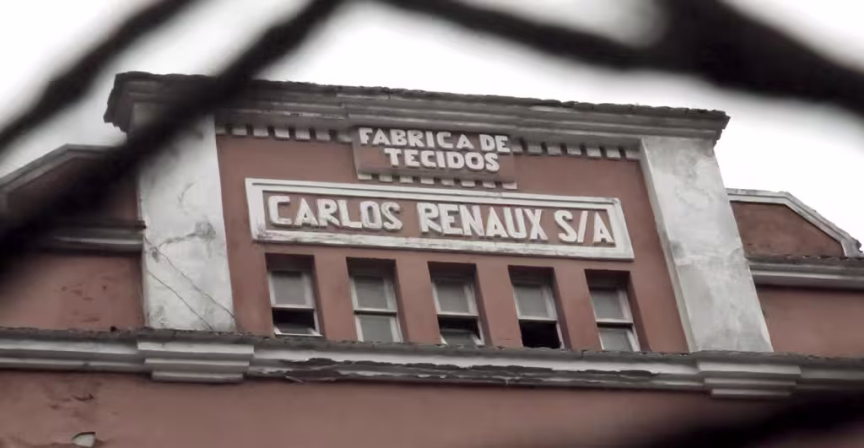 FABRICA DE
TECIDOS
CARLOS RENAUX S/A